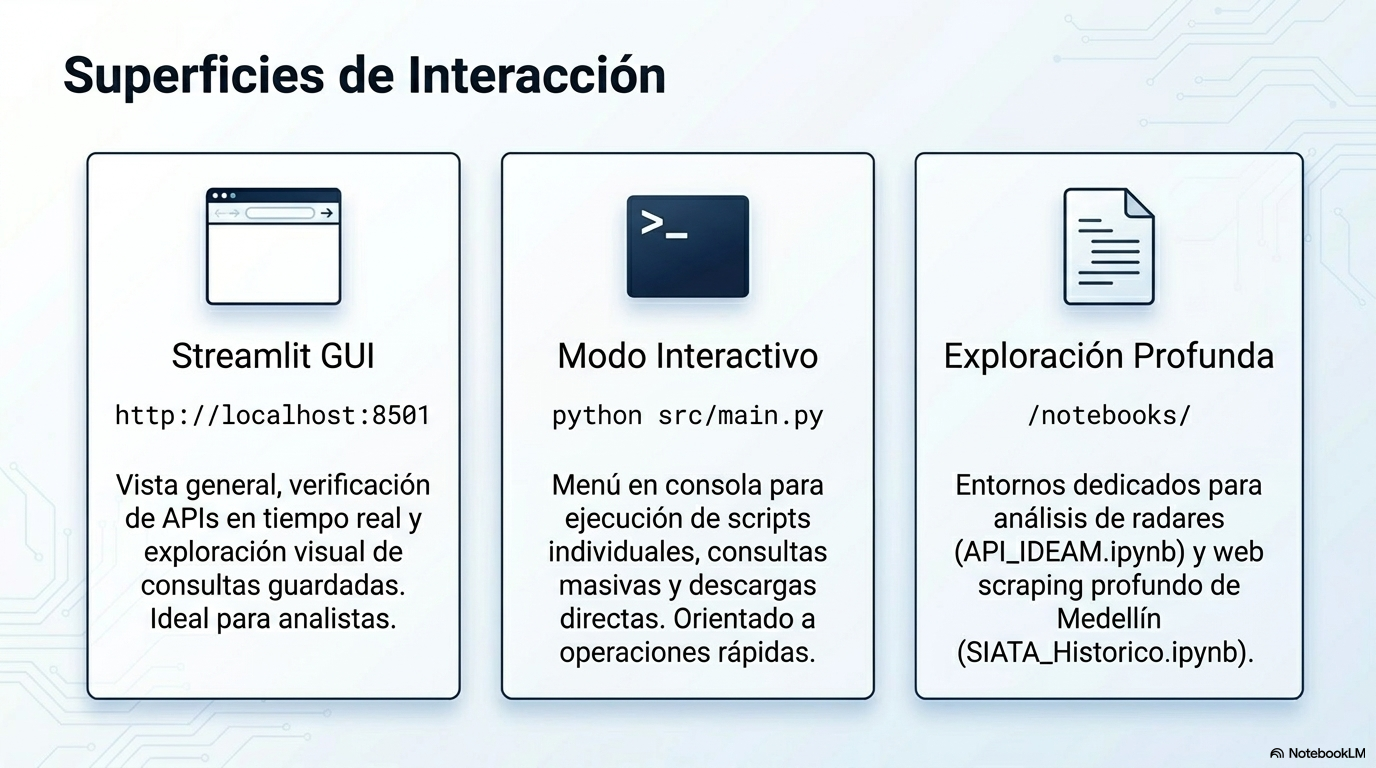 Superficies de Interacción
>_
Streamlit GUI
http://localhost:8501
Vista general, verificación
de APIs en tiempo real y
exploración visual de
consultas guardadas.
Ideal para analistas.
Modo Interactivo
python src/main.py
Menú en consola para
ejecución de scripts
individuales, consultas
masivas y descargas
directas. Orientado a
operaciones rápidas.
Exploración Profunda
/notebooks/
Entornos dedicados para
análisis de radares
(API_IDEAM.ipynb) y web
scraping profundo de
Medellín
(SIATA_Historico.ipynb).
NotebookLM